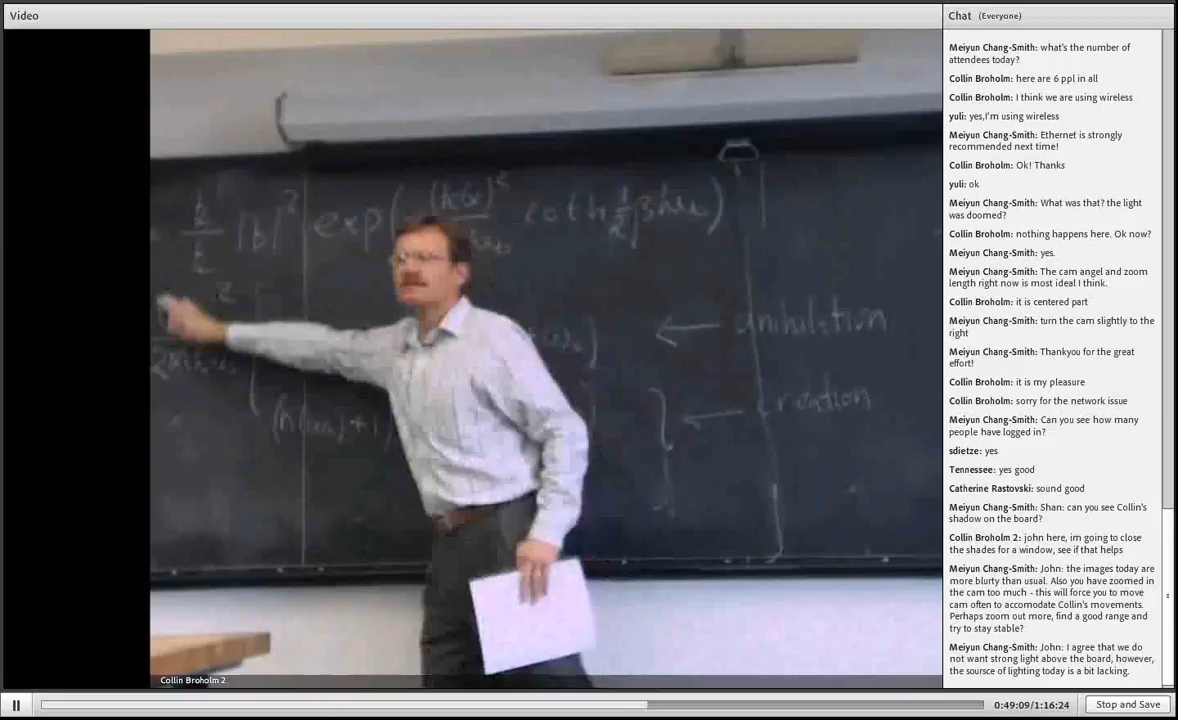 Video
Chat (Everyone)
Meiyun Chang-Smith: what's the number of
attendees today?
Collin Broholm: here are 6 ppl in all
Collin Broholm: I think we are using wireless
yuli: yes,I'm using wireless
Meiyun Chang-Smith: Ethernet is strongly
recommended next time!
Collin Broholm: Ok! Thanks
yuli: ok
Meiyun Chang-Smith: What was that? the light
was doomed?
Collin Broholm: nothing happens here. Ok now?
Meiyun Chang-Smith: yes.
Meiyun Chang-Smith: The cam angel and zoom
length right now is most ideal I think.
Collin Broholm: it is centered part
Meiyun Chang-Smith: turn the cam slightly to the
right
Meiyun Chang-Smith: Thankyou for the great
effort!
Collin Broholm: it is my pleasure
Collin Broholm: sorry for the network issue
Meiyun Chang-Smith: Can you see how many
people have logged in?
sdietze: yes
Tennessee: yes good
Catherine Rastovski: sound good
Meiyun Chang-Smith: Shan: can you see Collin's
shadow on the board?
Collin Broholm 2: john here, im going to close
the shades for a window, see if that helps
Meiyun Chang-Smith: John: the images today are
more blurty than usual. Also you have zoomed in
the cam too much - this will force you to move
cam often to accomodate Collin's movements.
Perhaps zoom out more, find a good range and
try to stay stable?
Meiyun Chang-Smith: John: I agree that we do
not want strong light above the board, however,
the soursce of lighting today is a bit lacking.
|b|² exp(
coth ½βħω )
← anihilation
(n(ω)+1)
← creation
Collin Broholm 2
0:49:09/1:16:24
Stop and Save